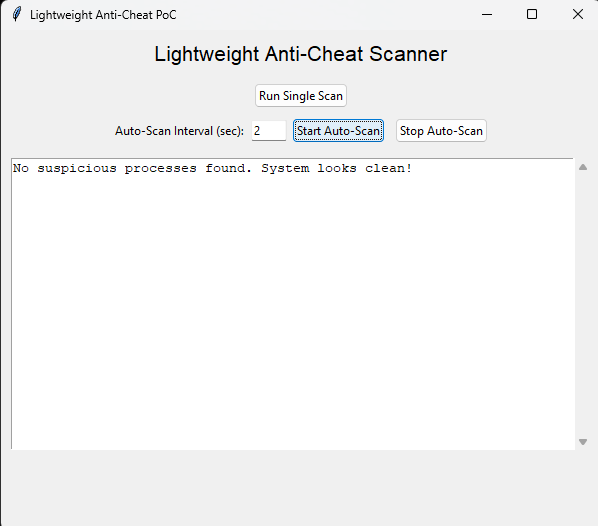 Lightweight Anti-Cheat PoC
Lightweight Anti-Cheat Scanner
Run Single Scan
Auto-Scan Interval (sec): 2 Start Auto-Scan Stop Auto-Scan
No suspicious processes found. System looks clean!